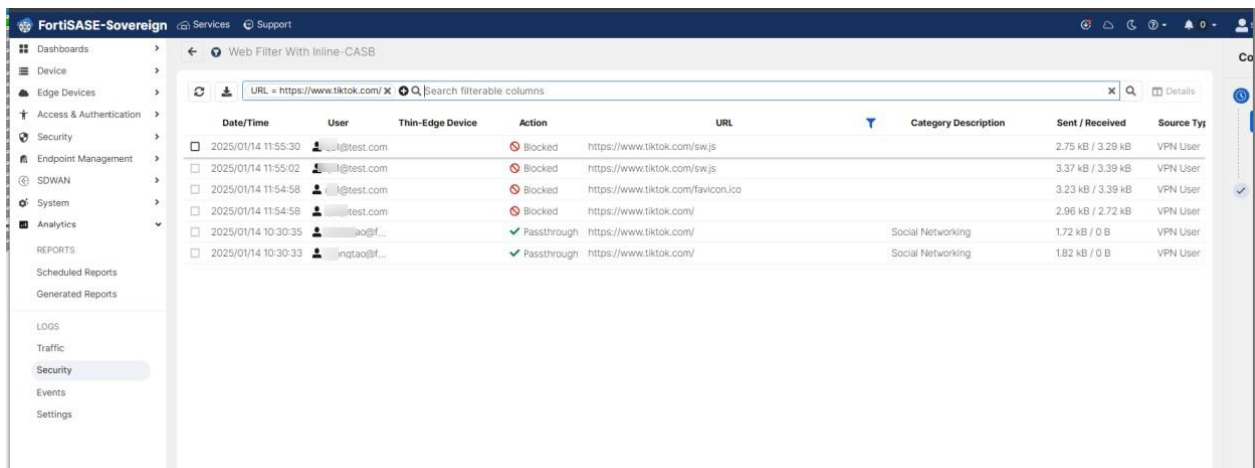 FortiSASE-Sovereign Services Support 0
Dashboards
Device
Edge Devices
Access & Authentication
Security
Endpoint Management
SDWAN
System
Analytics
REPORTS
Scheduled Reports
Generated Reports
LOGS
Traffic
Security
Events
Settings
Web Filter With Inline-CASB
URL = https://www.tiktok.com/ Search filterable columns Details
Date/Time User Thin-Edge Device Action URL Category Description Sent / Received Source Typ
2025/01/14 11:55:30 @test.com Blocked https://www.tiktok.com/sw.js 2.75 kB / 3.29 kB VPN User
2025/01/14 11:55:02 @test.com Blocked https://www.tiktok.com/sw.js 3.37 kB / 3.39 kB VPN User
2025/01/14 11:54:58 @test.com Blocked https://www.tiktok.com/favicon.ico 3.23 kB / 3.39 kB VPN User
2025/01/14 11:54:58 test.com Blocked https://www.tiktok.com/ 2.96 kB / 2.72 kB VPN User
2025/01/14 10:30:35 ao@f... Passthrough https://www.tiktok.com/ Social Networking 1.72 kB / 0 B VPN User
2025/01/14 10:30:33 ngtao@f... Passthrough https://www.tiktok.com/ Social Networking 1.82 kB / 0 B VPN User
Co